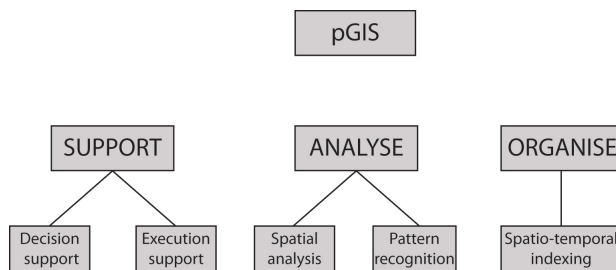 pGIS
SUPPORT
ANALYSE
ORGANISE
Decision
support
Execution
support
Spatial
analysis
Pattern
recognition
Spatio-temporal
indexing